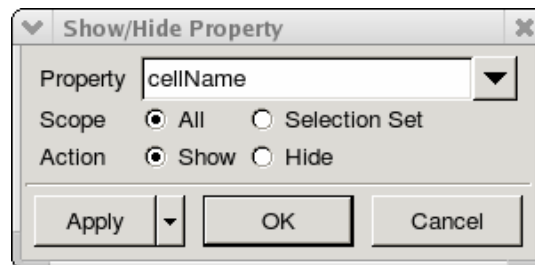 Show/Hide Property
Property cellName
Scope All Selection Set
Action Show Hide
Apply OK Cancel